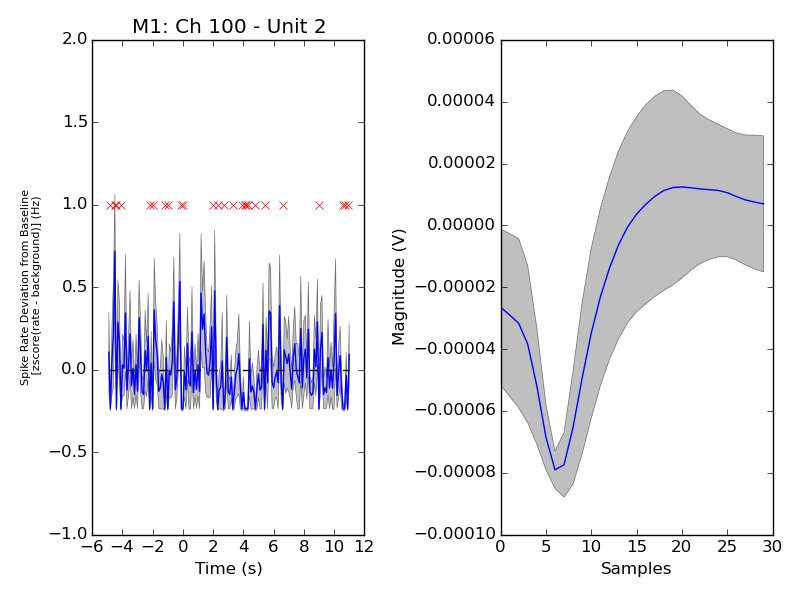 M1: Ch 100 - Unit 2
2.0
1.5
1.0
0.5
0.0
−0.5
−1.0
−6 −4 −2 0 2 4 6 8 10 12
Time (s)
Spike Rate Deviation from Baseline
[zscore(rate - background)] (Hz)
0.00006
0.00004
0.00002
0.00000
−0.00002
−0.00004
−0.00006
−0.00008
−0.00010
0 5 10 15 20 25 30
Samples
Magnitude (V)